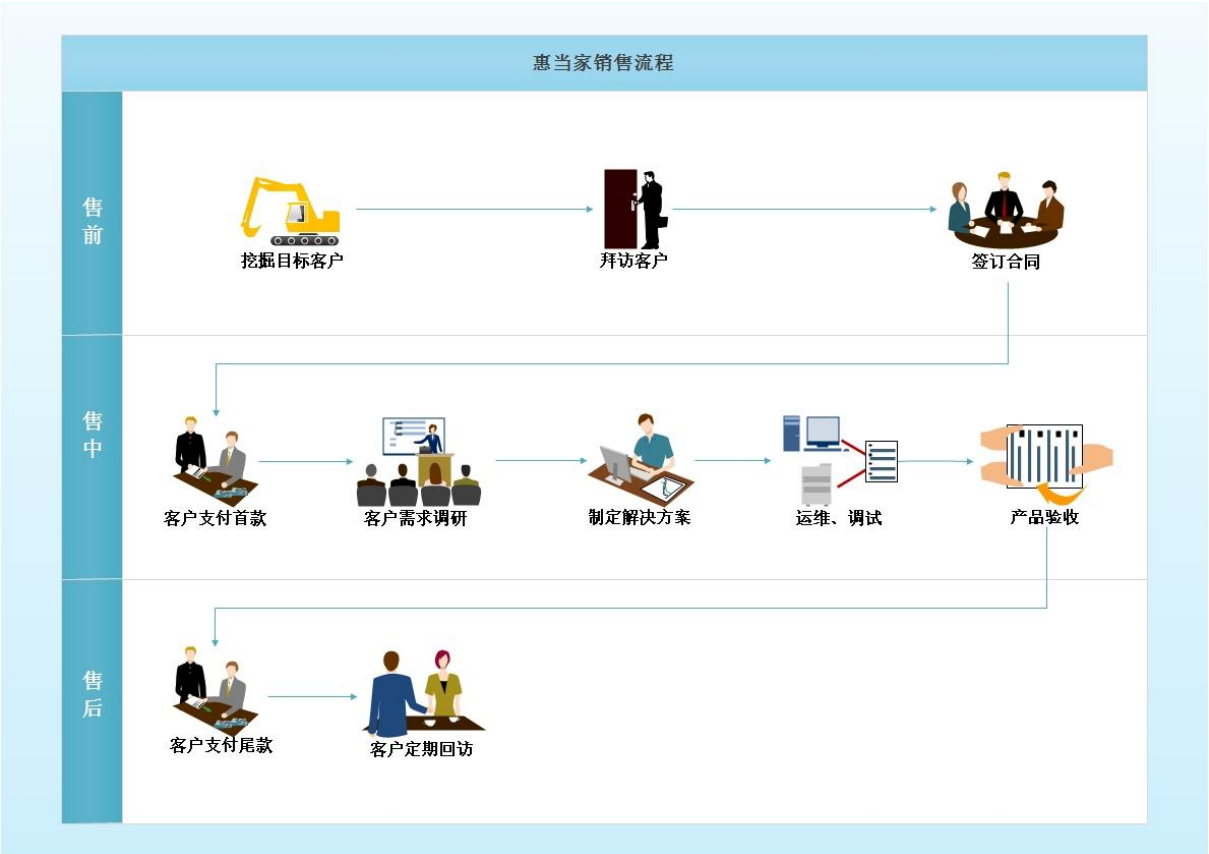 惠当家销售流程
售前
挖掘目标客户
拜访客户
签订合同
售中
客户支付首款
客户需求调研
制定解决方案
运维、调试
产品验收
售后
客户支付尾款
客户定期回访